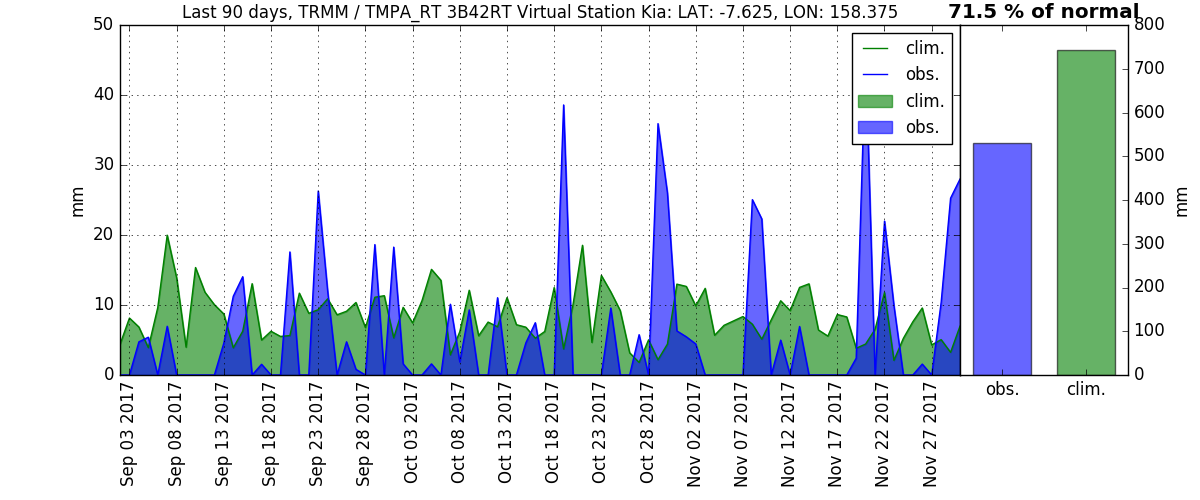 Last 90 days, TRMM / TMPA_RT 3B42RT Virtual Station Kia: LAT: -7.625, LON: 158.375
71.5 % of normal
50
40
30
20
10
0
mm
clim.
obs.
clim.
obs.
800
700
600
500
400
300
200
100
0
mm
Sep 03 2017
Sep 08 2017
Sep 13 2017
Sep 18 2017
Sep 23 2017
Sep 28 2017
Oct 03 2017
Oct 08 2017
Oct 13 2017
Oct 18 2017
Oct 23 2017
Oct 28 2017
Nov 02 2017
Nov 07 2017
Nov 12 2017
Nov 17 2017
Nov 22 2017
Nov 27 2017
obs.
clim.